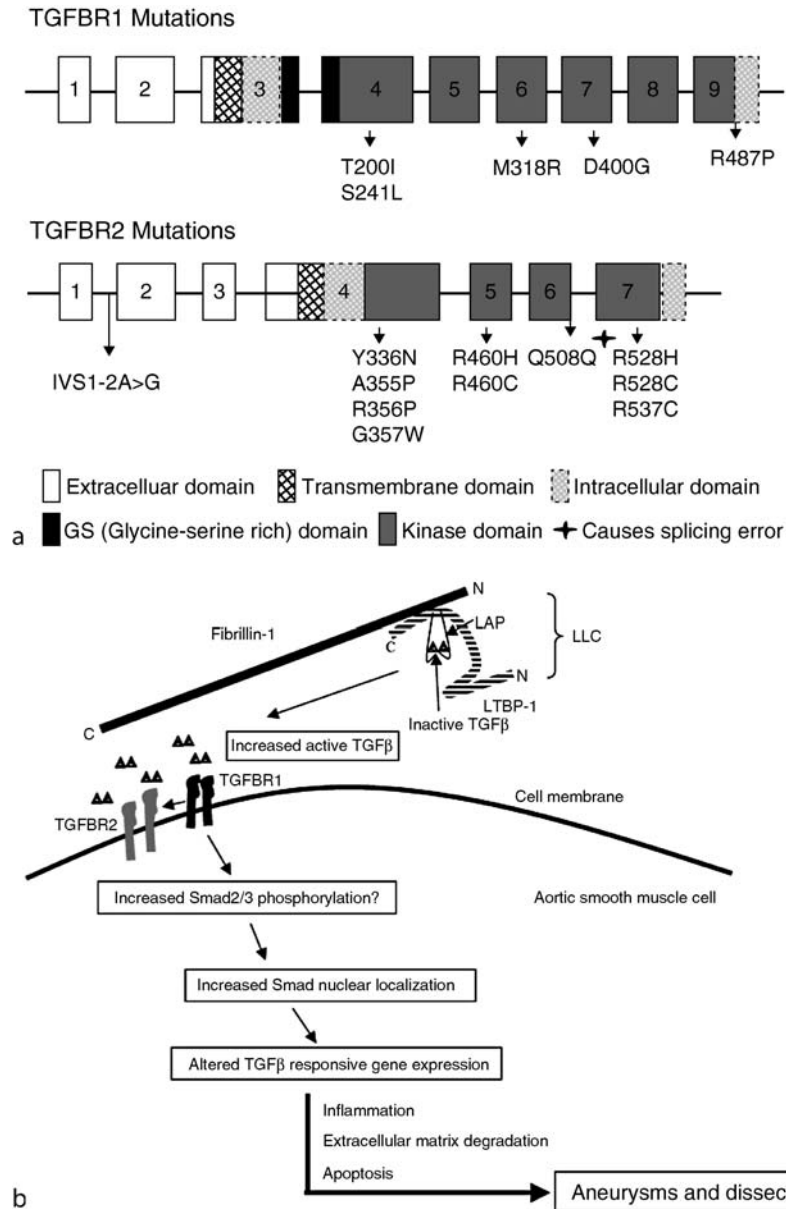 TGFBR1 Mutations
1 2 3 4 5 6 7 8 9
T200I M318R D400G R487P
S241L
TGFBR2 Mutations
1 2 3 4 5 6 7
IVS1-2A>G
Y336N R460H Q508Q R528H
A355P R460C R528C
R356P R537C
G357W
Extracelluar domain Transmembrane domain Intracellular domain
a GS (Glycine-serine rich) domain Kinase domain Causes splicing error
N
Fibrillin-1
LAP
LLC
C
N
LTBP-1
Inactive TGFβ
C
Increased active TGFβ
TGFBR1
Cell membrane
TGFBR2
Increased Smad2/3 phosphorylation?
Aortic smooth muscle cell
Increased Smad nuclear localization
Altered TGFβ responsive gene expression
Inflammation
Extracellular matrix degradation
Apoptosis
b Aneurysms and dissec